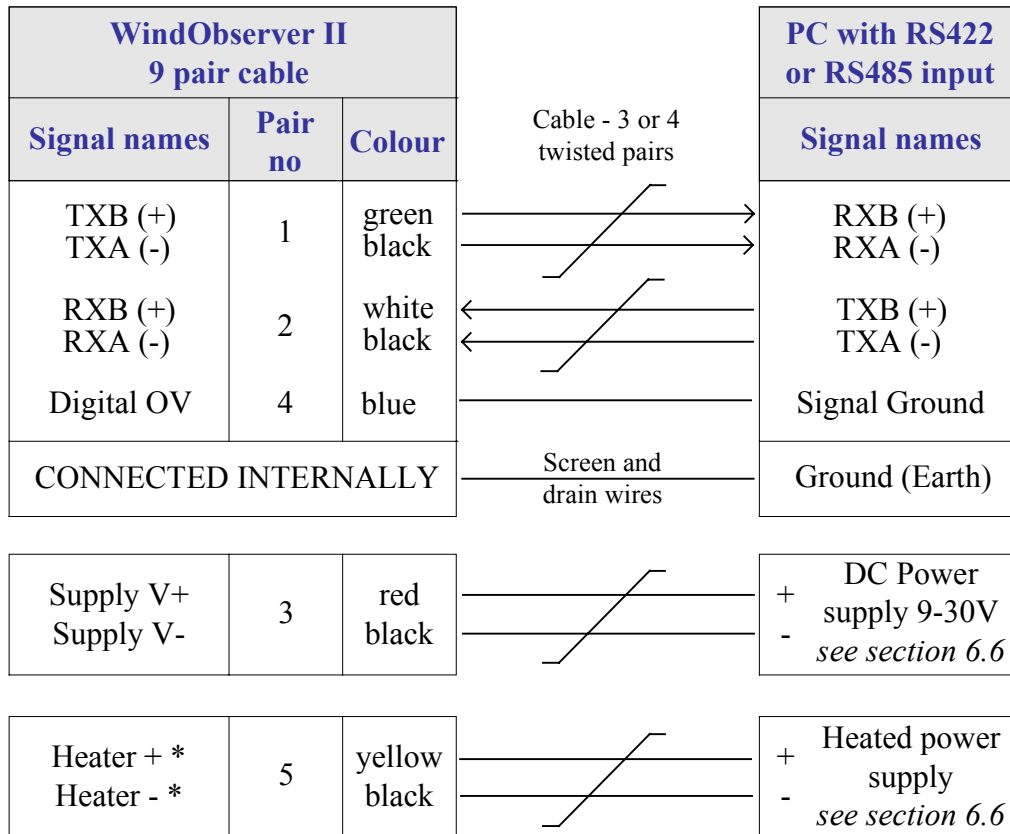 WindObserver II
9 pair cable
PC with RS422
or RS485 input
Signal names
Pair
no
Colour
Cable - 3 or 4
twisted pairs
Signal names
TXB (+)
TXA (-)
1
green
black
RXB (+)
RXA (-)
RXB (+)
RXA (-)
2
white
black
TXB (+)
TXA (-)
Digital OV
4
blue
Signal Ground
CONNECTED INTERNALLY
Screen and
drain wires
Ground (Earth)
Supply V+
Supply V-
3
red
black
+
-
DC Power
supply 9-30V
see section 6.6
Heater + *
Heater - *
5
yellow
black
+
-
Heated power
supply
see section 6.6